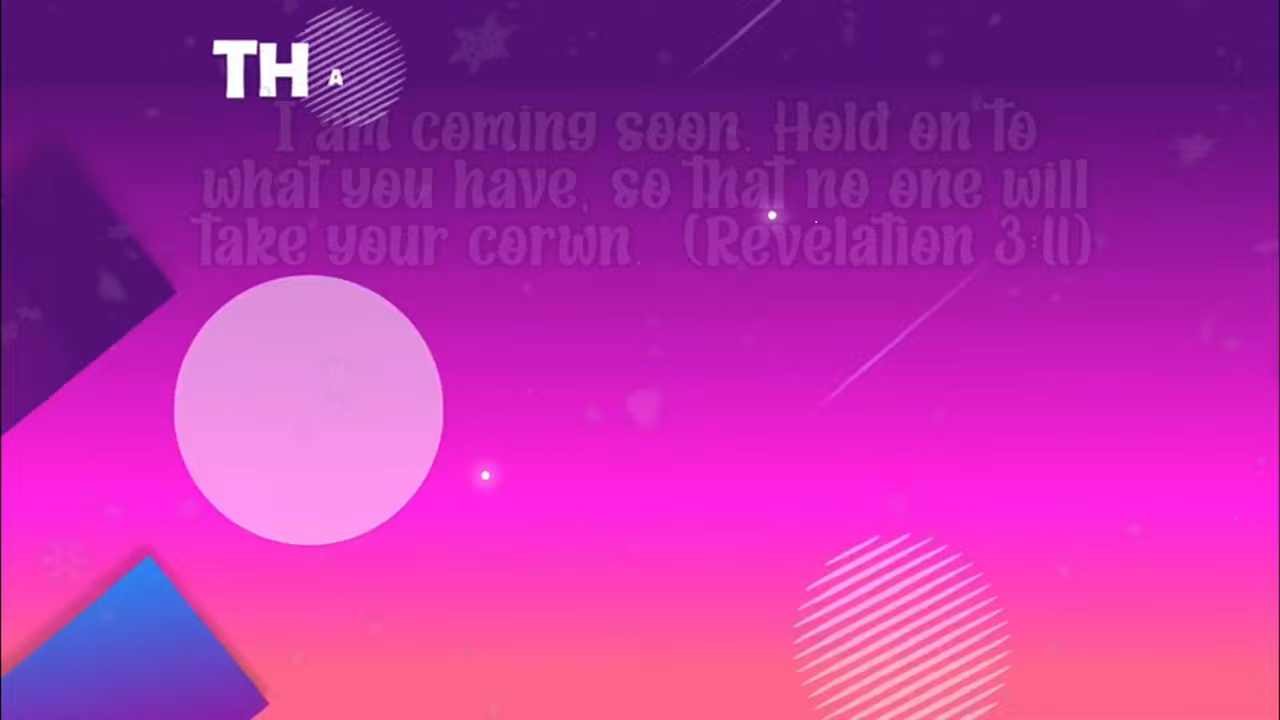 TH A
I am coming soon. Hold on to
what you have, so that no one will
take your corwn. (Revelation 3:11)